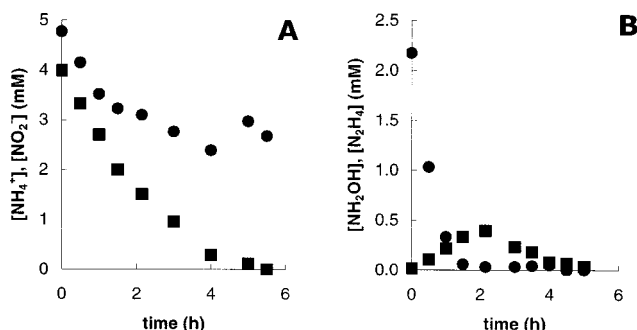 A
5
4
3
2
1
0
0 2 4 6
[NH₄⁺], [NO₂⁻] (mM)
time (h)
B
2.5
2.0
1.5
1.0
0.5
0.0
0 2 4 6
[NH₂OH], [N₂H₄] (mM)
time (h)